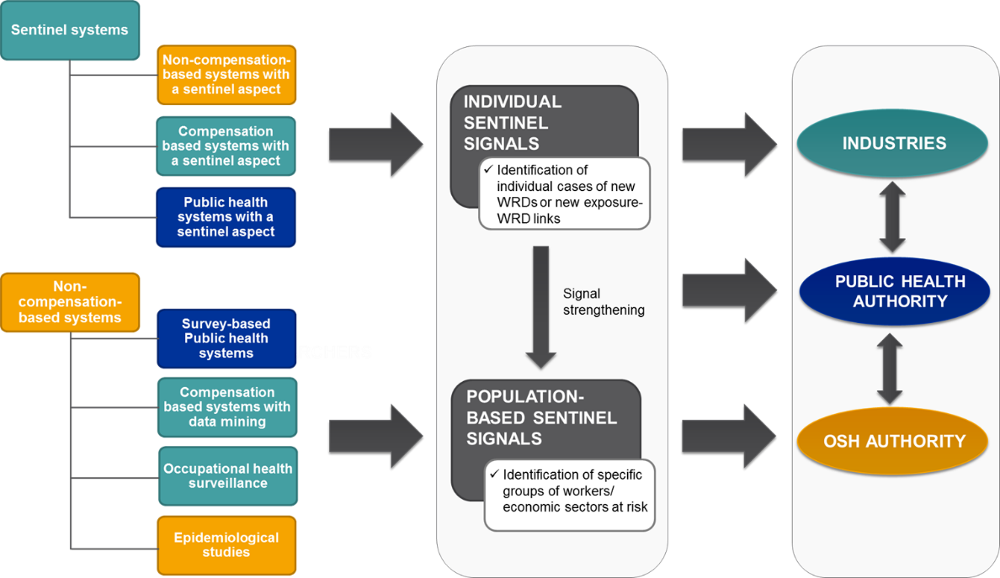 Sentinel systems
Non-compensation-
based systems with
a sentinel aspect
Compensation
based systems with
a sentinel aspect
Public health
systems with a
sentinel aspect
Non-
compensation-
based systems
Survey-based
Public health
systems
Compensation
based systems with
data mining
Occupational health
surveillance
Epidemiological
studies
INDIVIDUAL
SENTINEL
SIGNALS
✓ Identification of
individual cases of new
WRDs or new exposure-
WRD links
Signal
strengthening
POPULATION-
BASED SENTINEL
SIGNALS
✓ Identification of specific
groups of workers/
economic sectors at risk
INDUSTRIES
PUBLIC HEALTH
AUTHORITY
OSH AUTHORITY